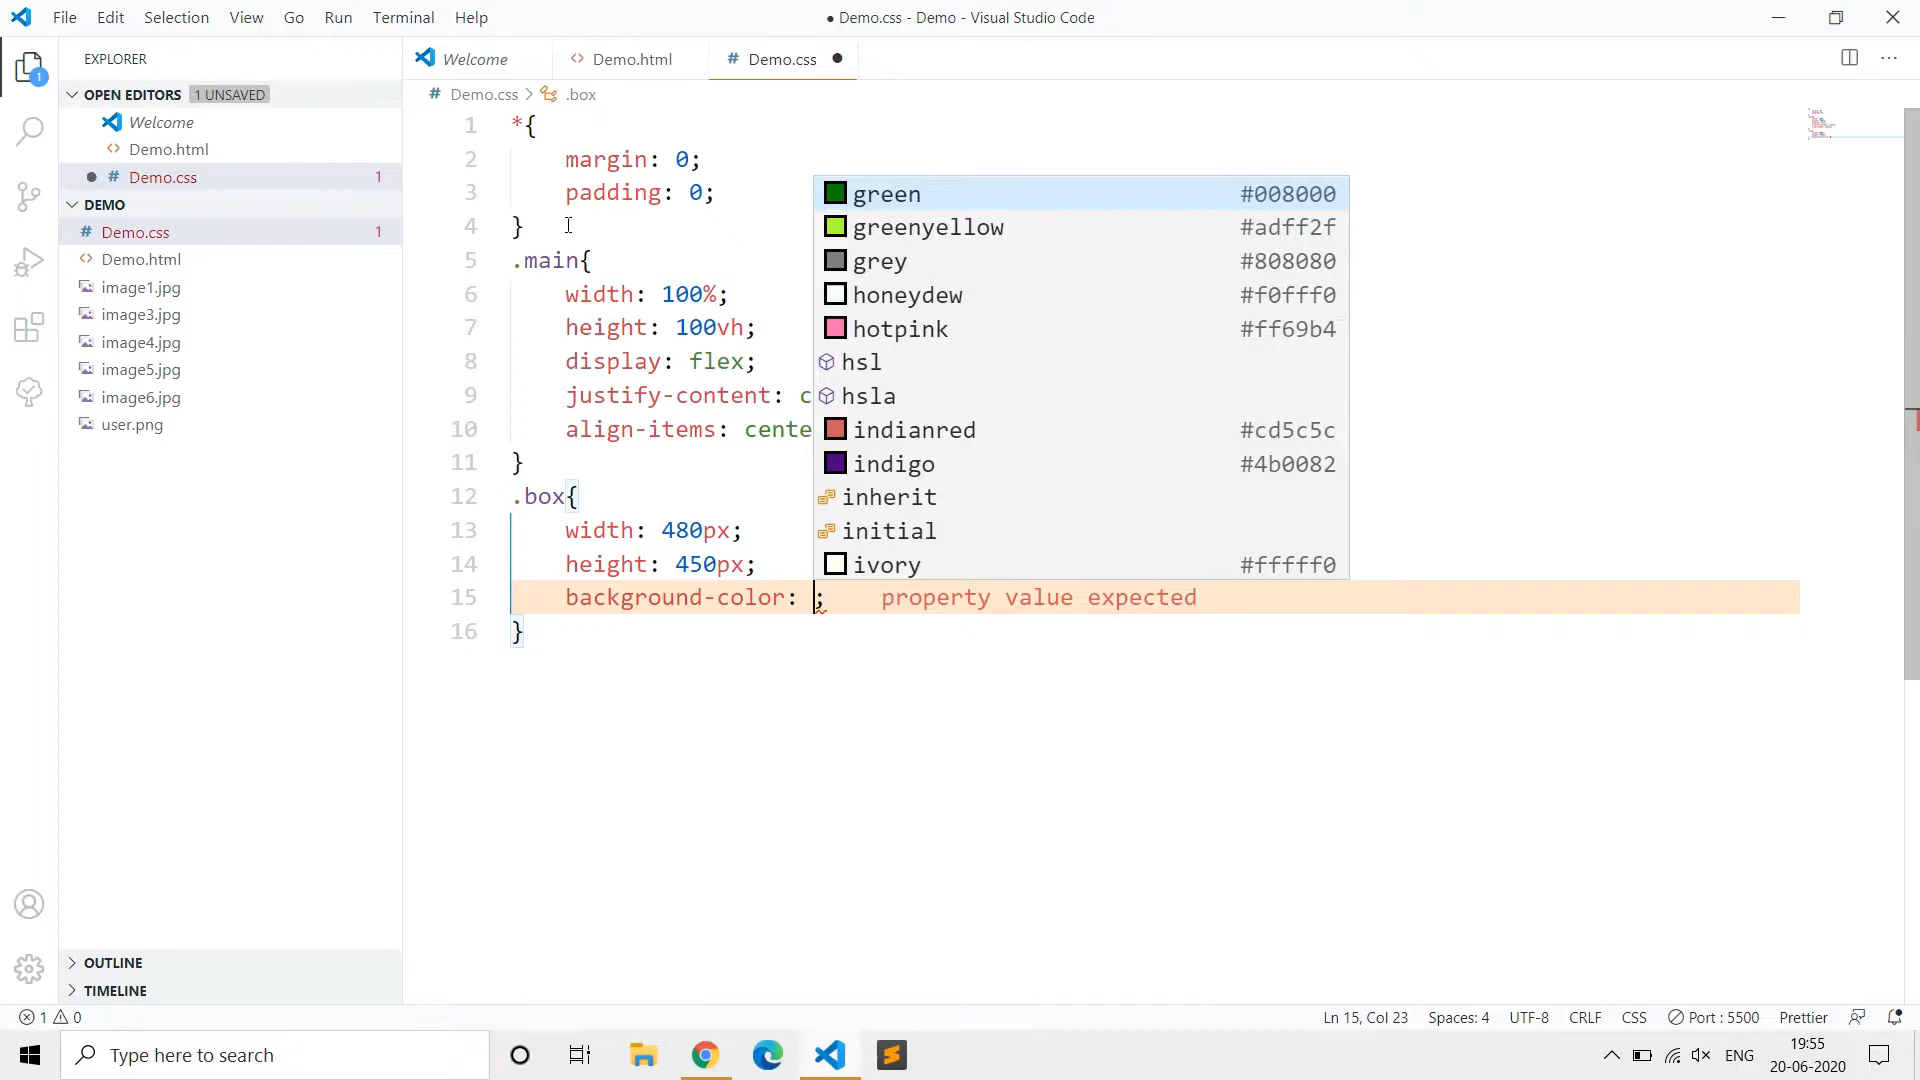 File Edit Selection View Go Run Terminal Help
● Demo.css - Demo - Visual Studio Code
EXPLORER
Welcome
Demo.html
# Demo.css ●
1
OPEN EDITORS 1 UNSAVED
# Demo.css > .box
Welcome
Demo.html
● # Demo.css 1
DEMO
# Demo.css 1
Demo.html
image1.jpg
image3.jpg
image4.jpg
image5.jpg
image6.jpg
user.png
1 *{
2 margin: 0;
3 padding: 0;
4 }
5 .main{
6 width: 100%;
7 height: 100vh;
8 display: flex;
9 justify-content: c
10 align-items: cente
11 }
12 .box{
13 width: 480px;
14 height: 450px;
15 background-color: ; property value expected
16 }
green #008000
greenyellow #adff2f
grey #808080
honeydew #f0fff0
hotpink #ff69b4
hsl
hsla
indianred #cd5c5c
indigo #4b0082
inherit
initial
ivory #fffff0
OUTLINE
TIMELINE
1 0
Ln 15, Col 23 Spaces: 4 UTF-8 CRLF CSS Port : 5500 Prettier
Type here to search
ENG
19:55
20-06-2020